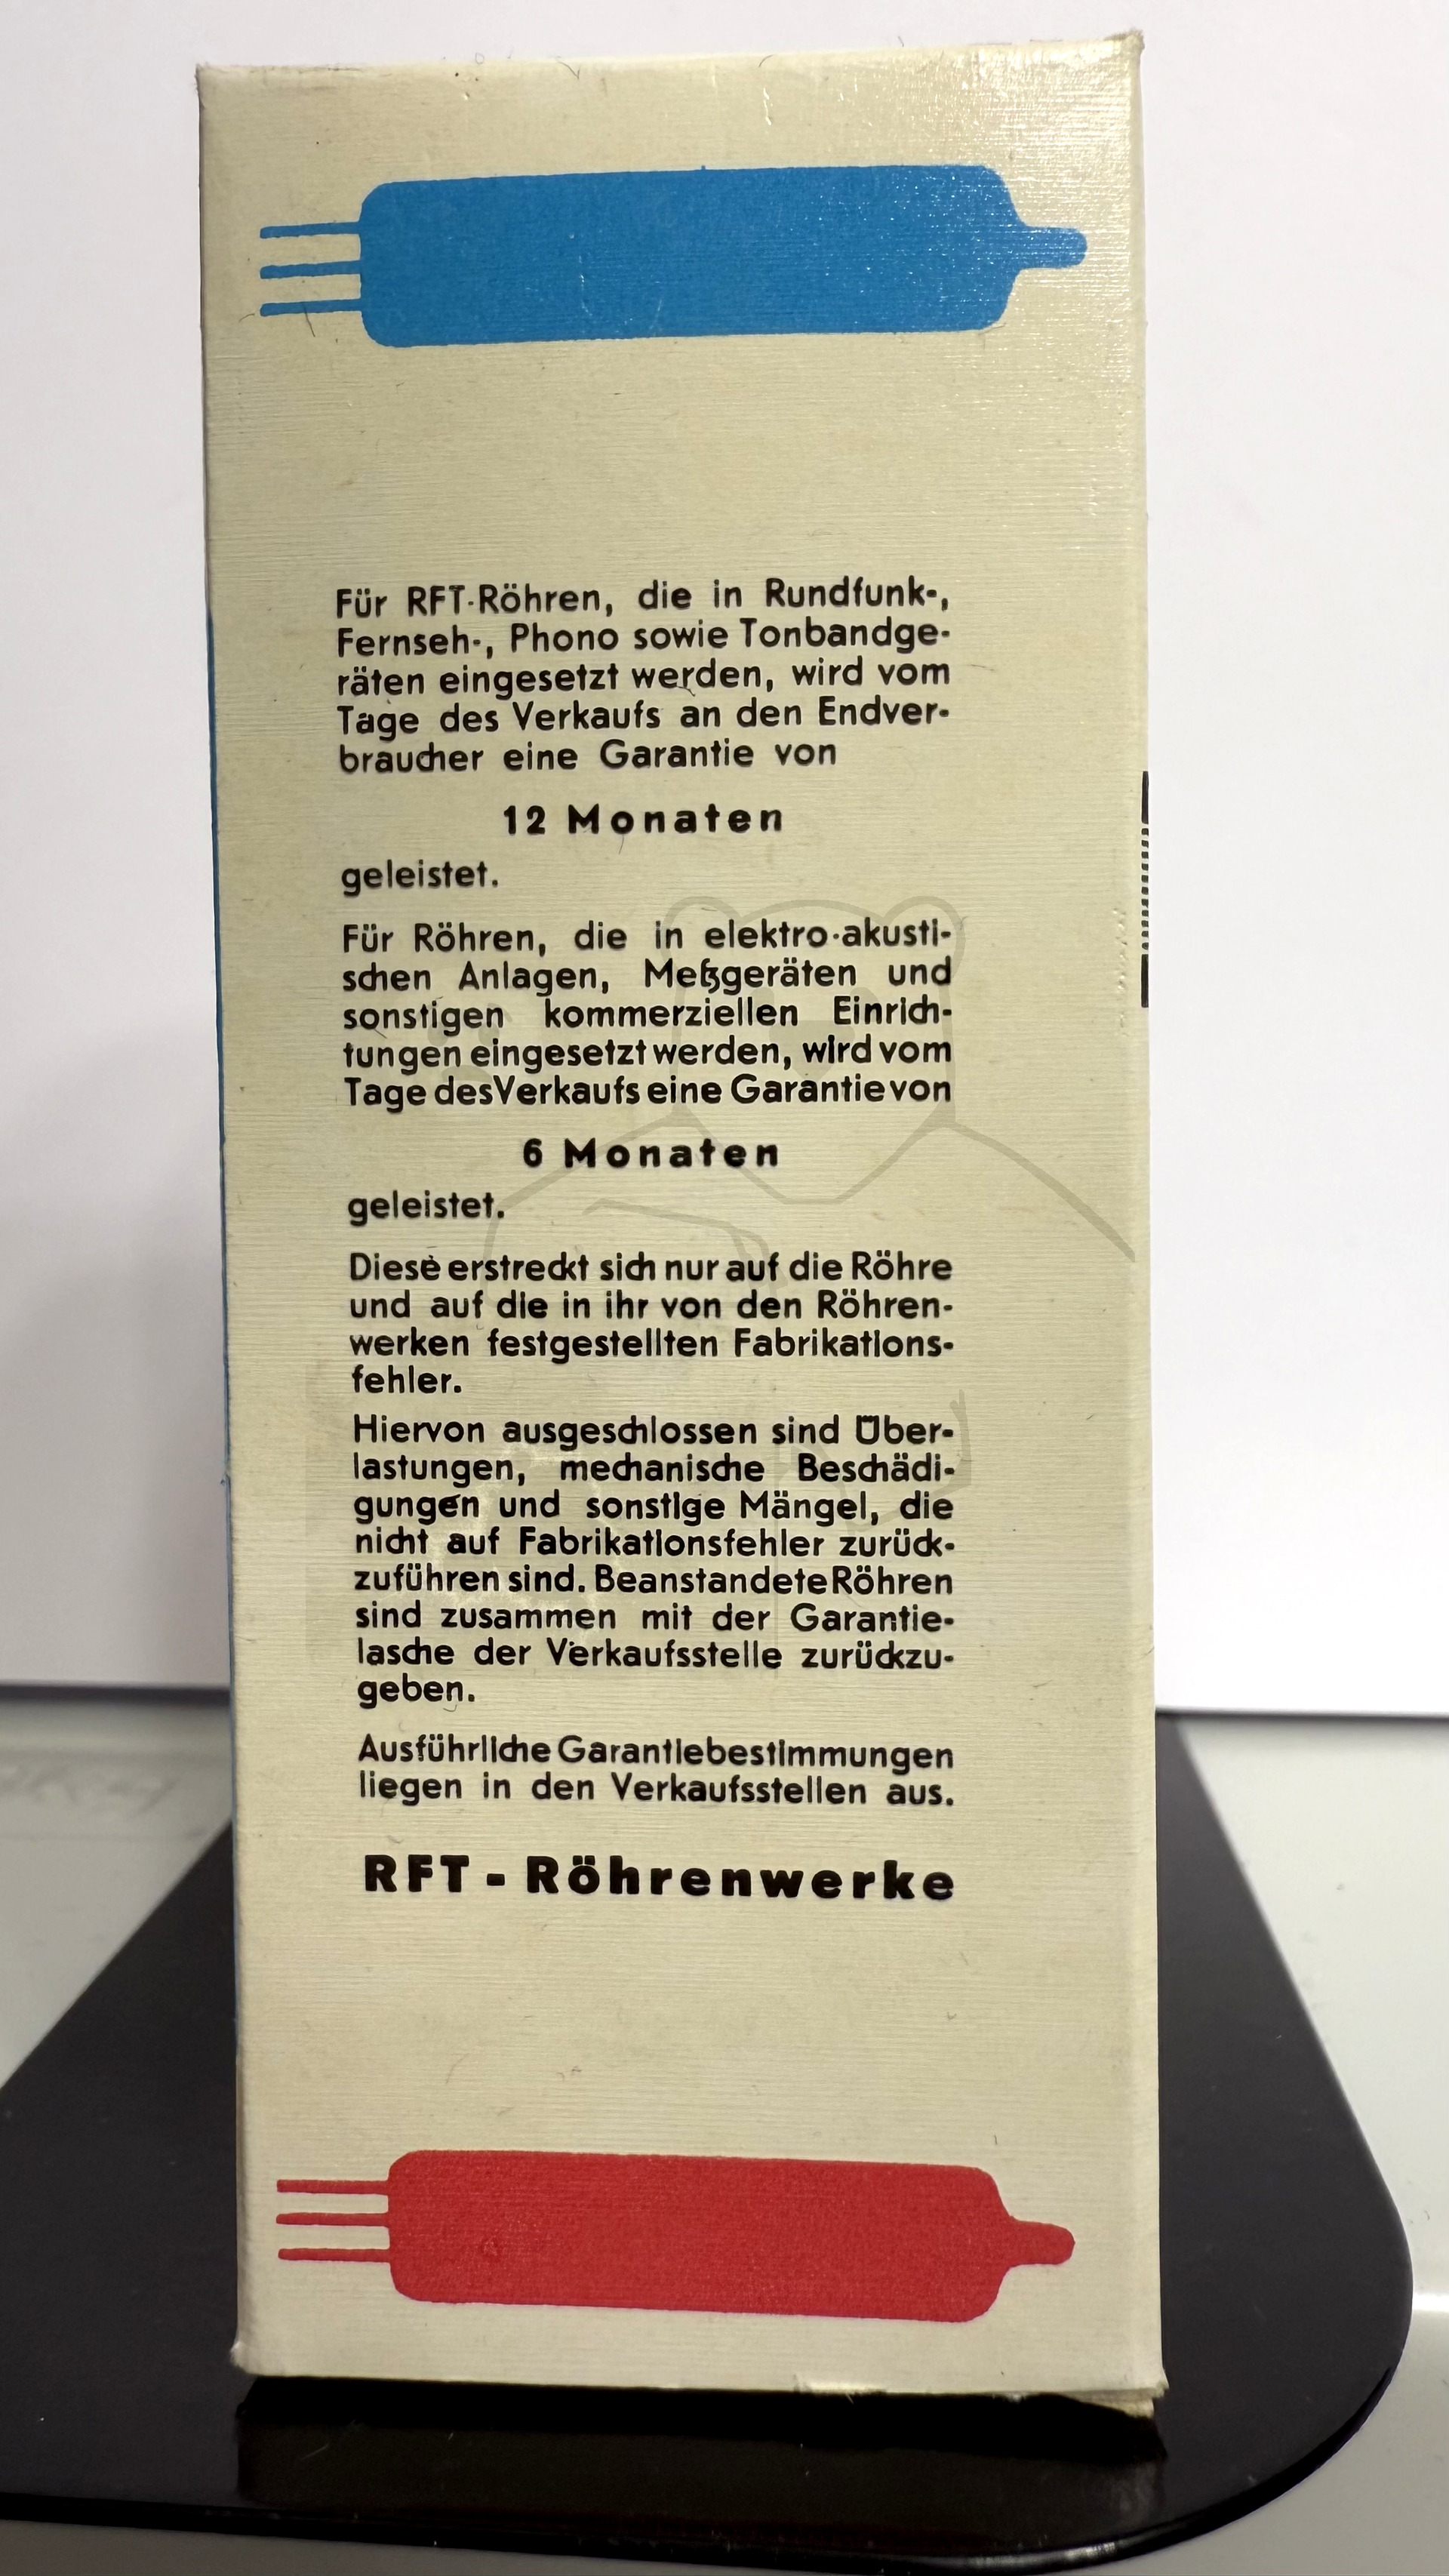 Für RFT-Röhren, die in Rundfunk-,
Fernseh-, Phono sowie Tonbandge-
räten eingesetzt werden, wird vom
Tage des Verkaufs an den Endver-
braucher eine Garantie von
12 Monaten
geleistet.
Für Röhren, die in elektro-akusti-
schen Anlagen, Meßgeräten und
sonstigen kommerziellen Einrich-
tungen eingesetzt werden, wird vom
Tage des Verkaufs eine Garantie von
6 Monaten
geleistet.
Diese erstreckt sich nur auf die Röhre
und auf die in ihr von den Röhren-
werken festgestellten Fabrikations-
fehler.
Hiervon ausgeschlossen sind Über-
lastungen, mechanische Beschädi-
gungen und sonstige Mängel, die
nicht auf Fabrikationsfehler zurück-
zuführen sind. Beanstandete Röhren
sind zusammen mit der Garantie-
lasche der Verkaufsstelle zurückzu-
geben.
Ausführliche Garantiebestimmungen
liegen in den Verkaufsstellen aus.
RFT - Röhrenwerke